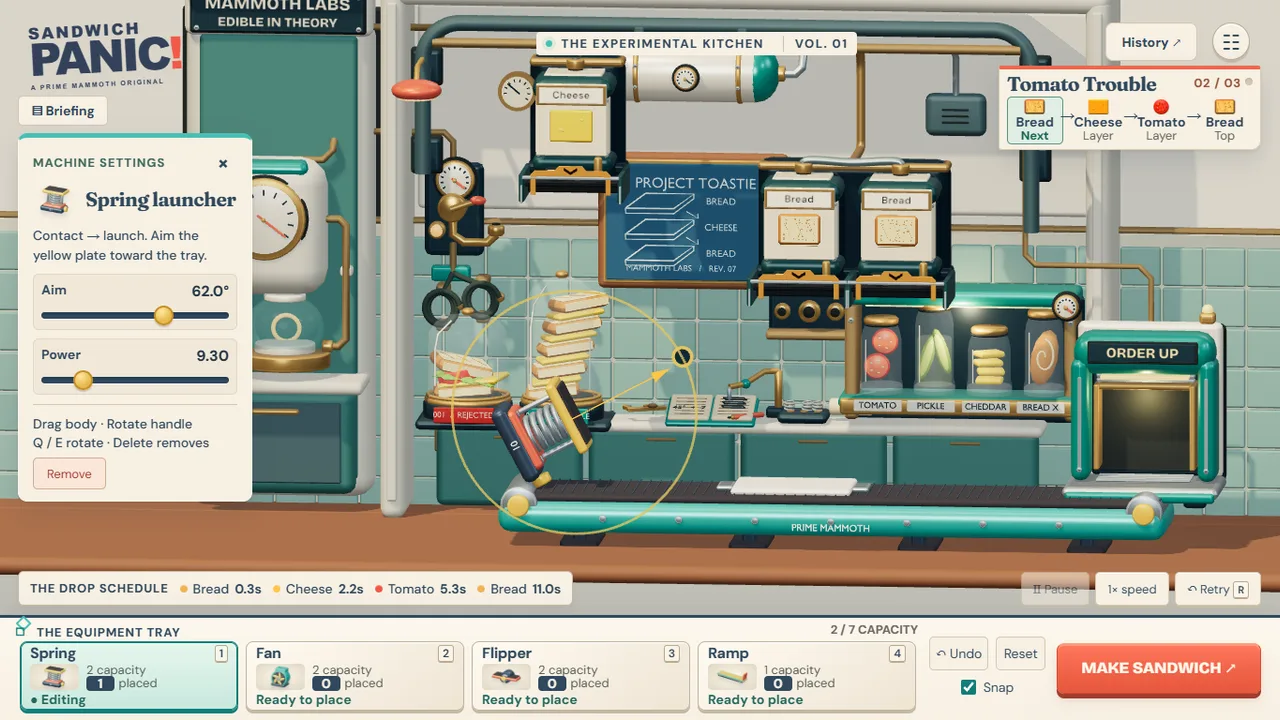 SANDWICH
PANIC!
A PRIME MAMMOTH ORIGINAL
MAMMOTH LABS
EDIBLE IN THEORY
THE EXPERIMENTAL KITCHEN
VOL. 01
History ↗
Briefing
Tomato Trouble
02 / 03
Bread → Cheese → Tomato → Bread
Next Layer Layer Top
MACHINE SETTINGS
×
Spring launcher
Contact → launch. Aim the
yellow plate toward the tray.
Aim 62.0°
Power 9.30
Drag body · Rotate handle
Q / E rotate · Delete removes
Remove
Cheese
PROJECT TOASTIE
BREAD
CHEESE
BREAD
MAMMOTH LABS / REV. 07
Bread
Bread
TOMATO
PICKLE
CHEDDAR
BREAD X
ORDER UP
001
REJECTED
01
PRIME MAMMOTH
THE DROP SCHEDULE
Bread 0.3s
Cheese 2.2s
Tomato 5.3s
Bread 11.0s
Pause
1× speed
Retry R
THE EQUIPMENT TRAY
2 / 7 CAPACITY
Spring 1
2 capacity
1 placed
Editing
Fan 2
2 capacity
0 placed
Ready to place
Flipper 3
2 capacity
0 placed
Ready to place
Ramp 4
1 capacity
0 placed
Ready to place
Undo
Reset
Snap
MAKE SANDWICH ↗